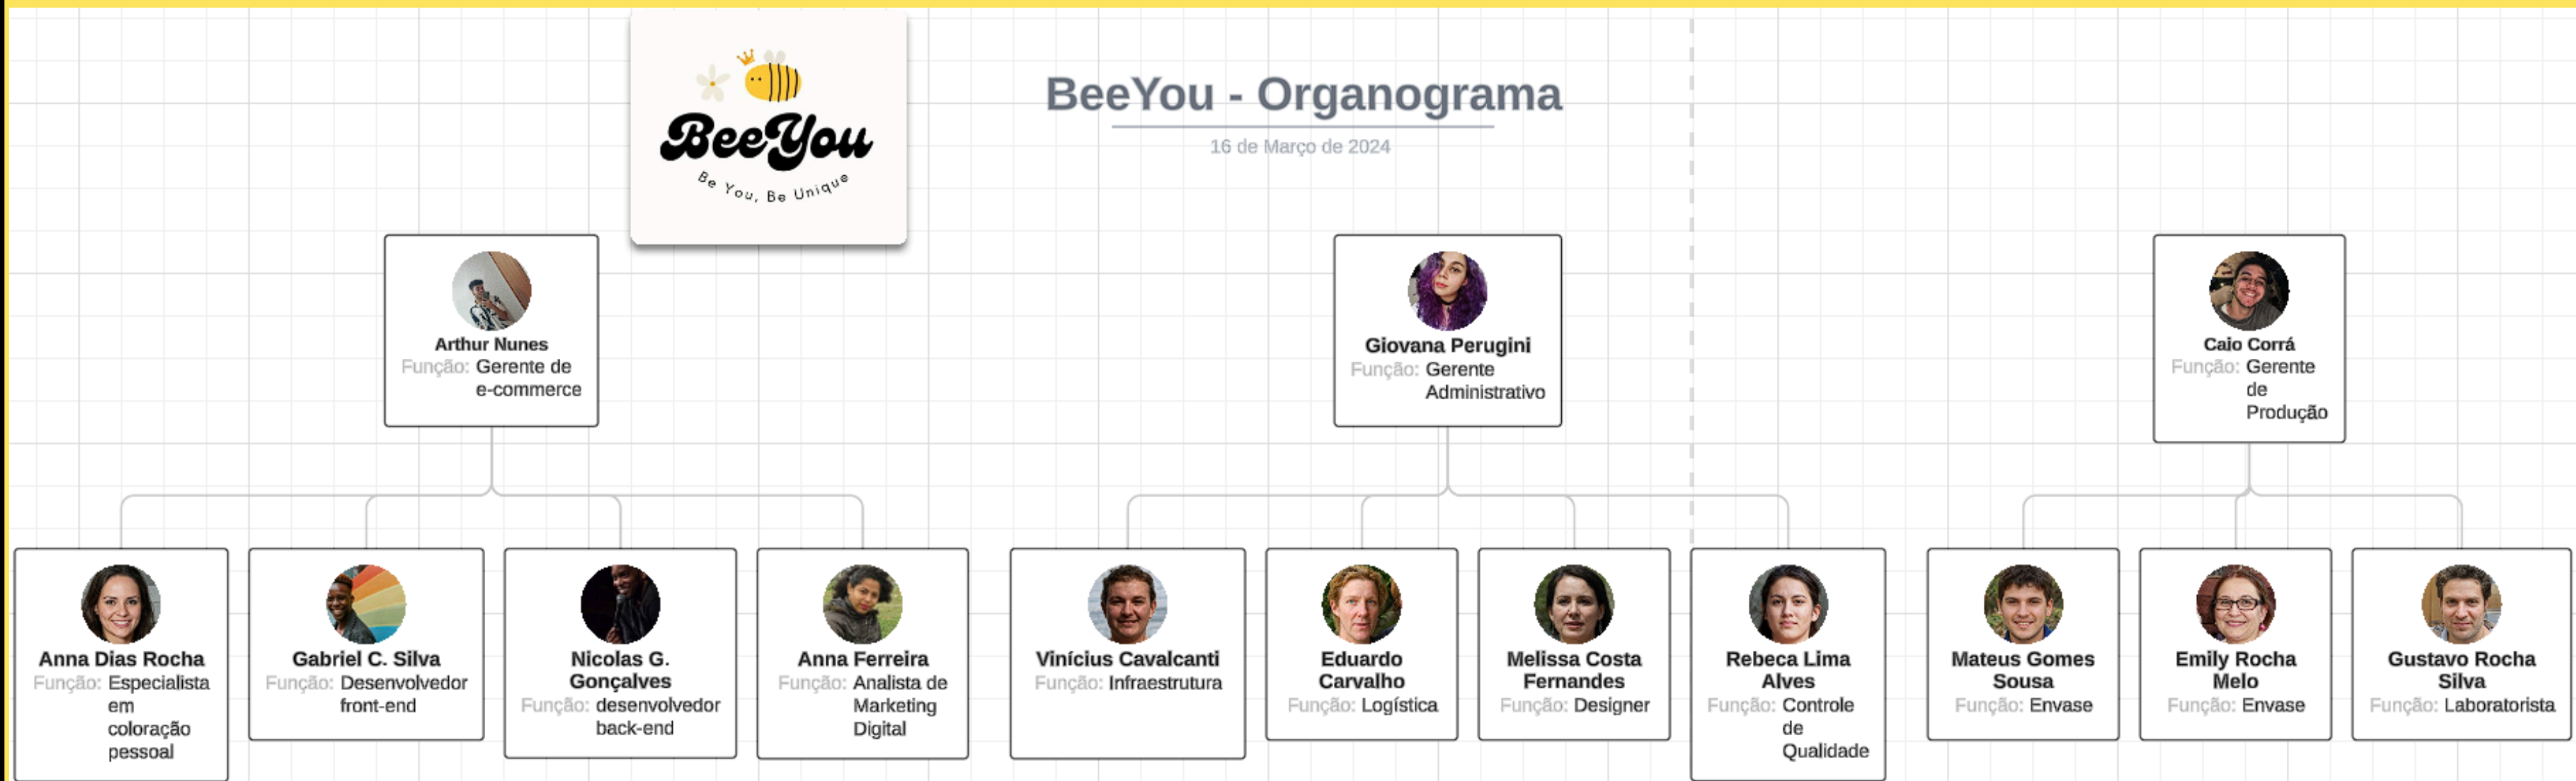 BeeYou
Be You, Be Unique
BeeYou - Organograma
16 de Março de 2024
Arthur Nunes
Função: Gerente de
e-commerce
Giovana Perugini
Função: Gerente
Administrativo
Caio Corrá
Função: Gerente
de
Produção
Anna Dias Rocha
Função: Especialista
em
coloração
pessoal
Gabriel C. Silva
Função: Desenvolvedor
front-end
Nicolas G.
Gonçalves
Função: desenvolvedor
back-end
Anna Ferreira
Função: Analista de
Marketing
Digital
Vinícius Cavalcanti
Função: Infraestrutura
Eduardo
Carvalho
Função: Logística
Melissa Costa
Fernandes
Função: Designer
Rebeca Lima
Alves
Função: Controle
de
Qualidade
Mateus Gomes
Sousa
Função: Envase
Emily Rocha
Melo
Função: Envase
Gustavo Rocha
Silva
Função: Laboratorista